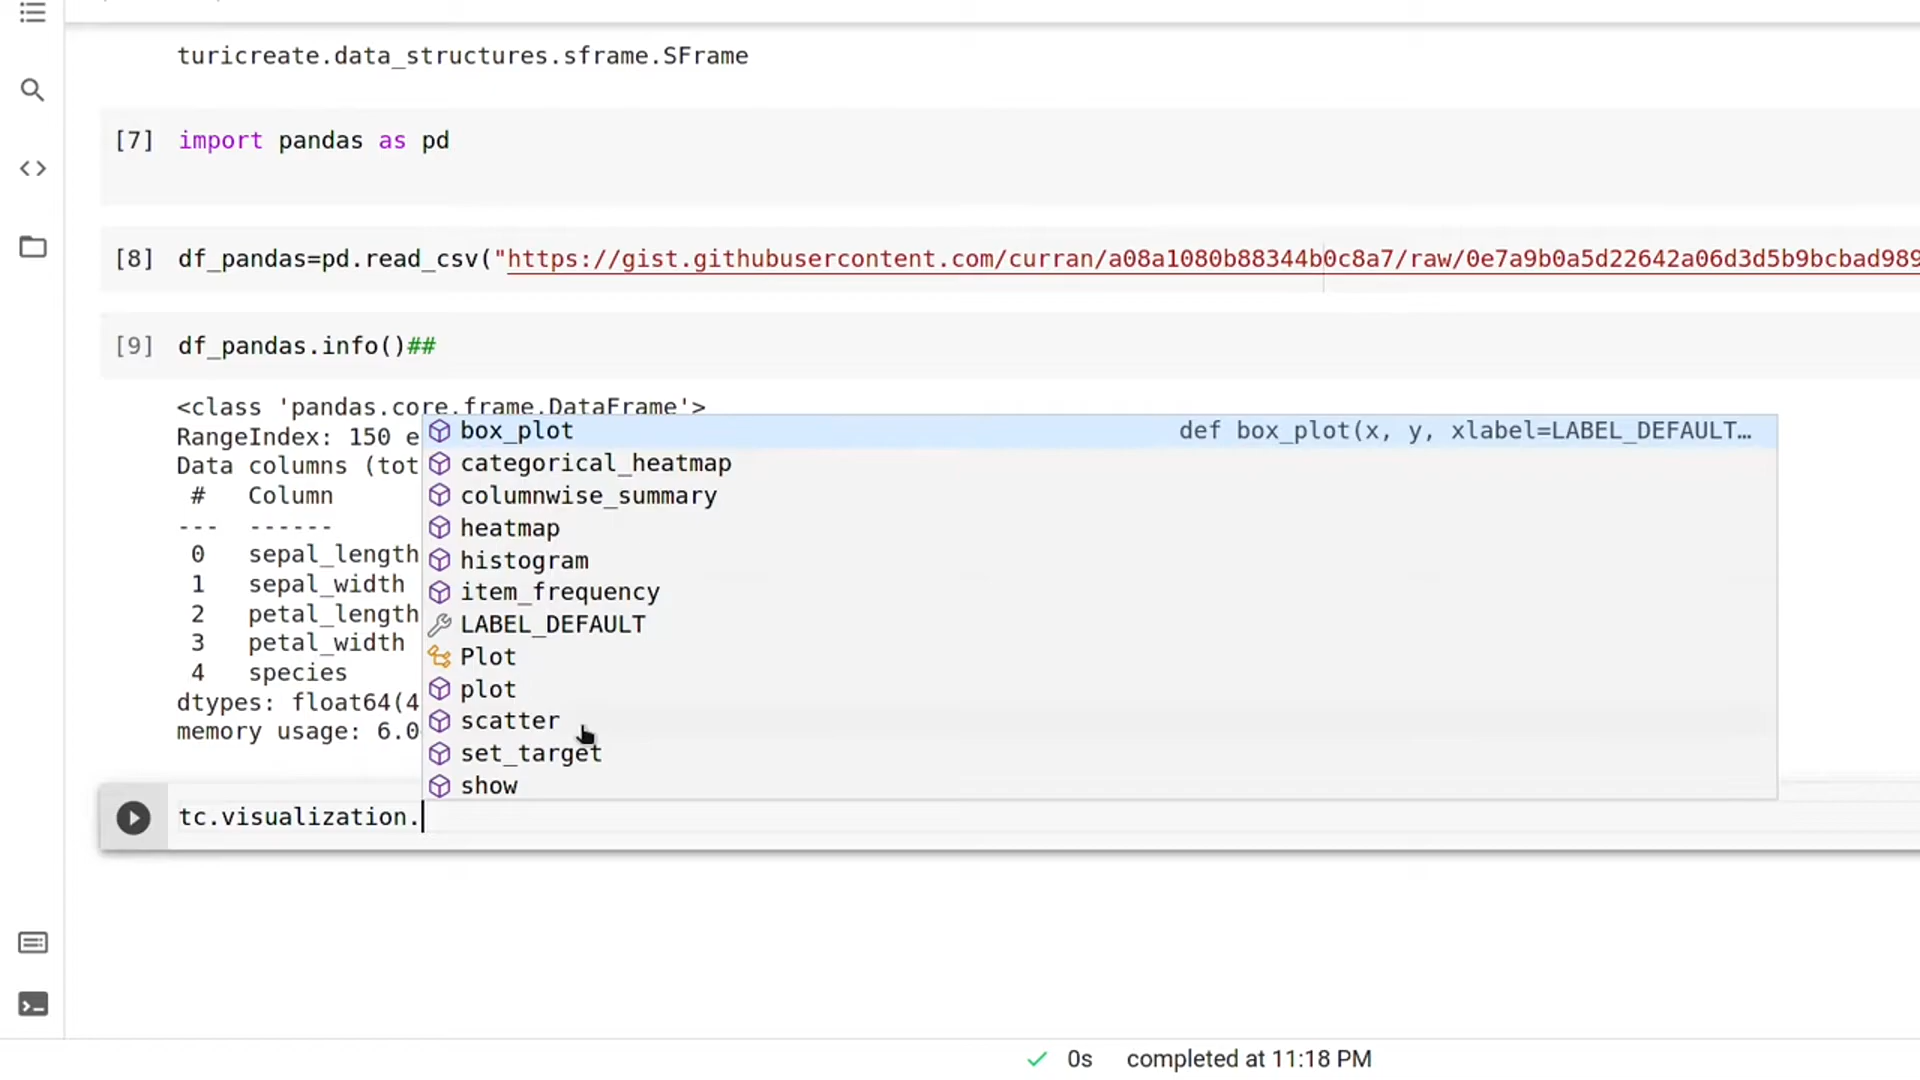 turicreate.data_structures.sframe.SFrame
[7] import pandas as pd
[8] df_pandas=pd.read_csv("https://gist.githubusercontent.com/curran/a08a1080b88344b0c8a7/raw/0e7a9b0a5d22642a06d3d5b9bcbad989
[9] df_pandas.info()##
<class 'pandas.core.frame.DataFrame'>
RangeIndex: 150 e
Data columns (tot
# Column
--- ------
0 sepal_length
1 sepal_width
2 petal_length
3 petal_width
4 species
dtypes: float64(4
memory usage: 6.0
box_plot def box_plot(x, y, xlabel=LABEL_DEFAULT…
categorical_heatmap
columnwise_summary
heatmap
histogram
item_frequency
LABEL_DEFAULT
Plot
plot
scatter
set_target
show
tc.visualization.
0s completed at 11:18 PM